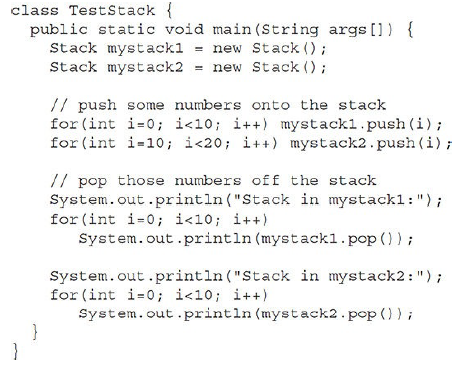 class TestStack {
  public static void main(String args[]) {
    Stack mystack1 = new Stack();
    Stack mystack2 = new Stack();

    // push some numbers onto the stack
    for(int i=0; i<10; i++) mystack1.push(i);
    for(int i=10; i<20; i++) mystack2.push(i);

    // pop those numbers off the stack
    System.out.println("Stack in mystack1:");
    for(int i=0; i<10; i++)
       System.out.println(mystack1.pop());

    System.out.println("Stack in mystack2:");
    for(int i=0; i<10; i++)
       System.out.println(mystack2.pop());
  }
}